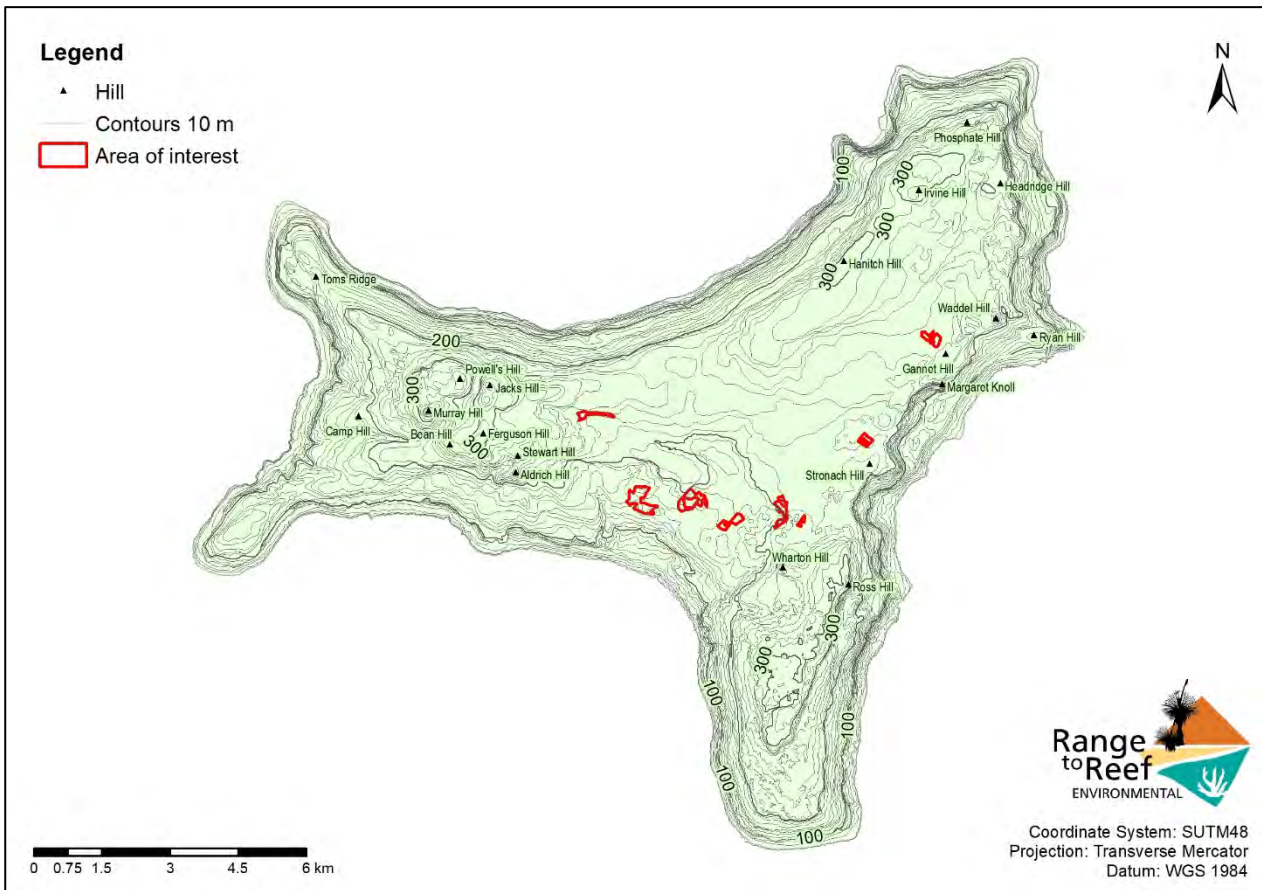 Legend
Hill
Contours 10 m
Area of interest
N
Phosphate Hill
100
300
Irvine Hill
Headridge Hill
300
Hanitch Hill
300
Toms Ridge
Waddel Hill
Ryan Hill
200
Gannot Hill
Powell's Hill
Jacks Hill
Margarot Knoll
300
Murray Hill
Camp Hill
Boan Hill
Ferguson Hill
300
Stewart Hill
Aldrich Hill
Stronach Hill
Wharton Hill
Ross Hill
300
300
100
100
100
100
Range
to Reef
ENVIRONMENTAL
Coordinate System: SUTM48
Projection: Transverse Mercator
Datum: WGS 1984
0 0.75 1.5 3 4.5 6 km